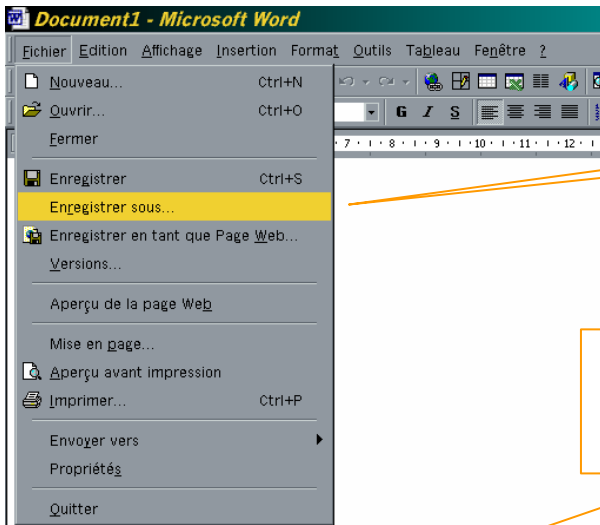 Document1 - Microsoft Word
Fichier Edition Affichage Insertion Format Outils Tableau Fenêtre ?
Nouveau... Ctrl+N
Ouvrir... Ctrl+O
Fermer
G I S
7 8 9 10 11 12
Enregistrer Ctrl+S
Enregistrer sous...
Enregistrer en tant que Page Web...
Versions...
Aperçu de la page Web
Mise en page...
Aperçu avant impression
Imprimer... Ctrl+P
Envoyer vers
Propriétés
Quitter